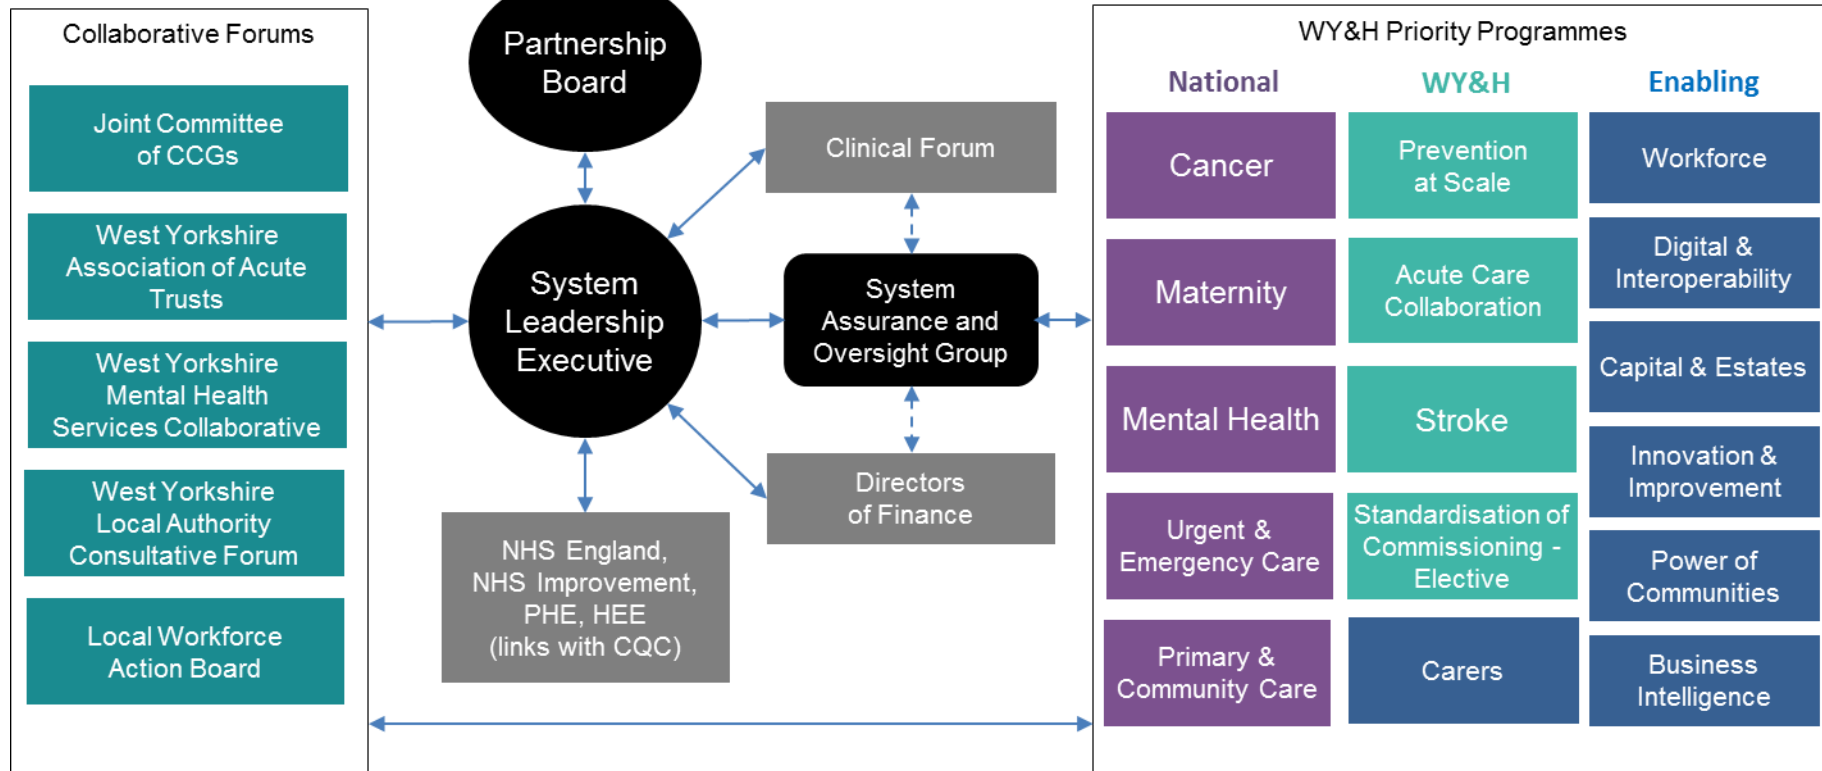 Collaborative Forums
Joint Committee
of CCGs
West Yorkshire
Association of Acute
Trusts
West Yorkshire
Mental Health
Services Collaborative
West Yorkshire
Local Authority
Consultative Forum
Local Workforce
Action Board
Partnership
Board
System
Leadership
Executive
NHS England,
NHS Improvement,
PHE, HEE
(links with CQC)
Clinical Forum
System
Assurance and
Oversight Group
Directors
of Finance
WY&H Priority Programmes
National
Cancer
Maternity
Mental Health
Urgent &
Emergency Care
Primary &
Community Care
WY&H
Prevention
at Scale
Acute Care
Collaboration
Stroke
Standardisation of
Commissioning -
Elective
Carers
Enabling
Workforce
Digital &
Interoperability
Capital & Estates
Innovation &
Improvement
Power of
Communities
Business
Intelligence